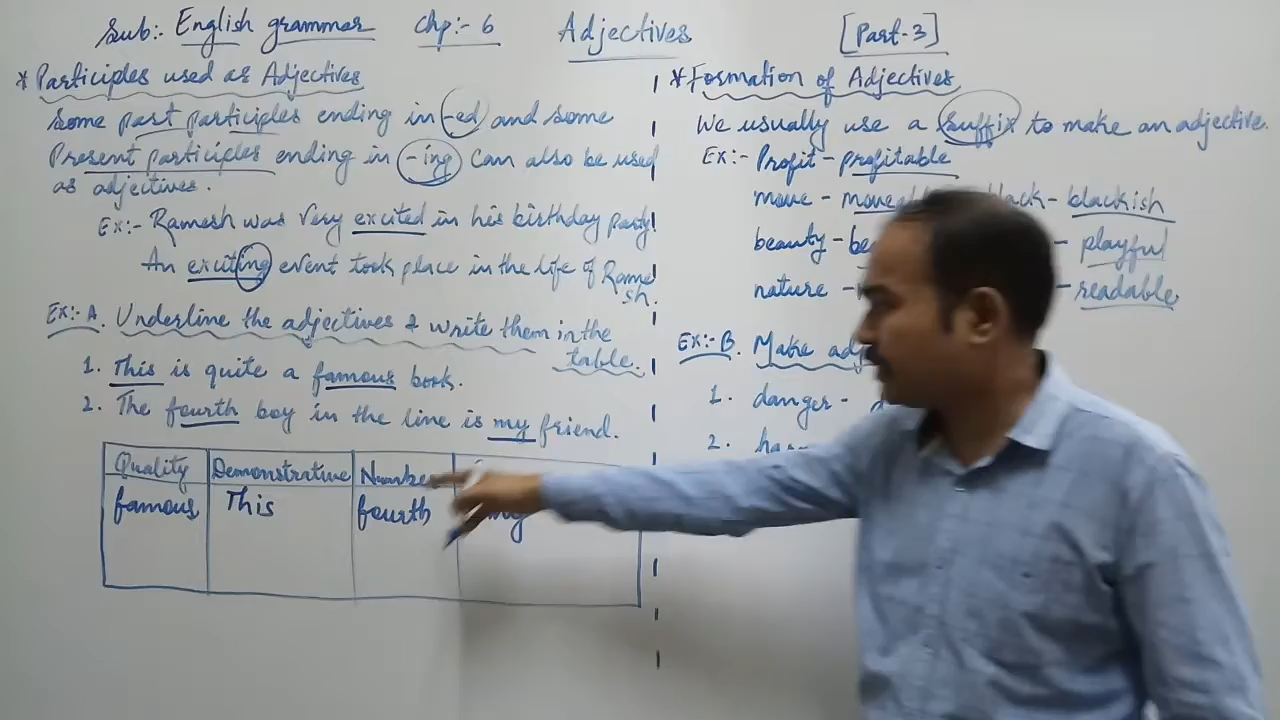 Sub:- English grammar Chp:- 6 Adjectives [Part-3]
* Participles used as Adjectives
Some past participles ending in -ed and some
Present participles ending in -ing can also be used
as adjectives.
Ex:- Ramesh was very excited in his birthday party
An exciting event took place in the life of Rame
sh.
Ex:- A. Underline the adjectives & write them in the
table.
1. This is quite a famous book.
2. The fourth boy in the line is my friend.
Quality Demonstrative Number
famous This fourth my
* Formation of Adjectives
We usually use a suffix to make an adjective.
Ex:- Profit - profitable
move - - blackish
beauty - - playful
nature - - readable
Ex:- B. Make
1. danger -
2.